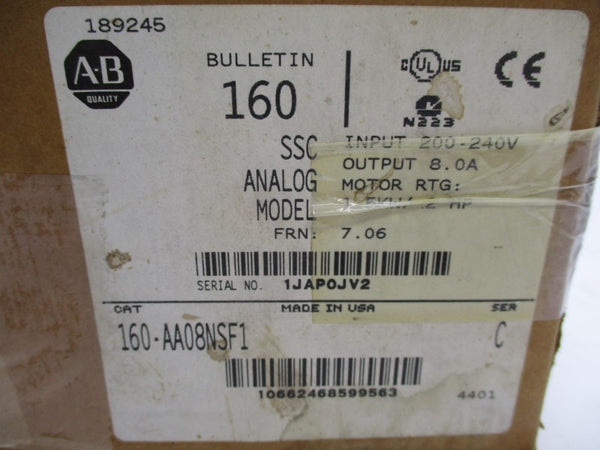 189245
A·B
QUALITY
BULLETIN
160
SSC
ANALOG
MODEL
FRN: 7.06
C UL US
CE
N223
INPUT 200-240V
OUTPUT 8.0A
MOTOR RTG:
HP
SERIAL NO. 1JAP0JV2
CAT MADE IN USA SER
160-AA08NSF1 C
10662468599563 4401